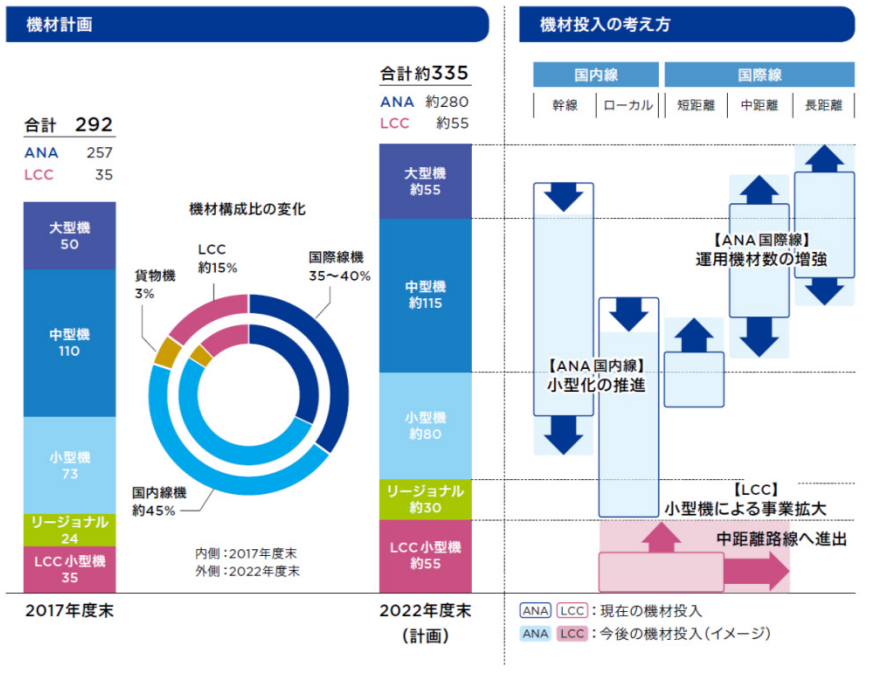 機材計画
合計 292
ANA 257
LCC 35
大型機
50
中型機
110
小型機
73
リージョナル
24
LCC小型機
35
2017年度末
機材構成比の変化
LCC
約15%
貨物機
3%
国際線機
35〜40%
国内線機
約45%
内側:2017年度末
外側:2022年度末
合計約335
ANA 約280
LCC 約55
大型機
約55
中型機
約115
小型機
約80
リージョナル
約30
LCC小型機
約55
2022年度末
(計画)
機材投入の考え方
国内線 国際線
幹線 ローカル 短距離 中距離 長距離
【ANA国際線】
運用機材数の増強
【ANA国内線】
小型化の推進
【LCC】
小型機による事業拡大
中距離路線へ進出
ANA LCC:現在の機材投入
ANA LCC:今後の機材投入(イメージ)